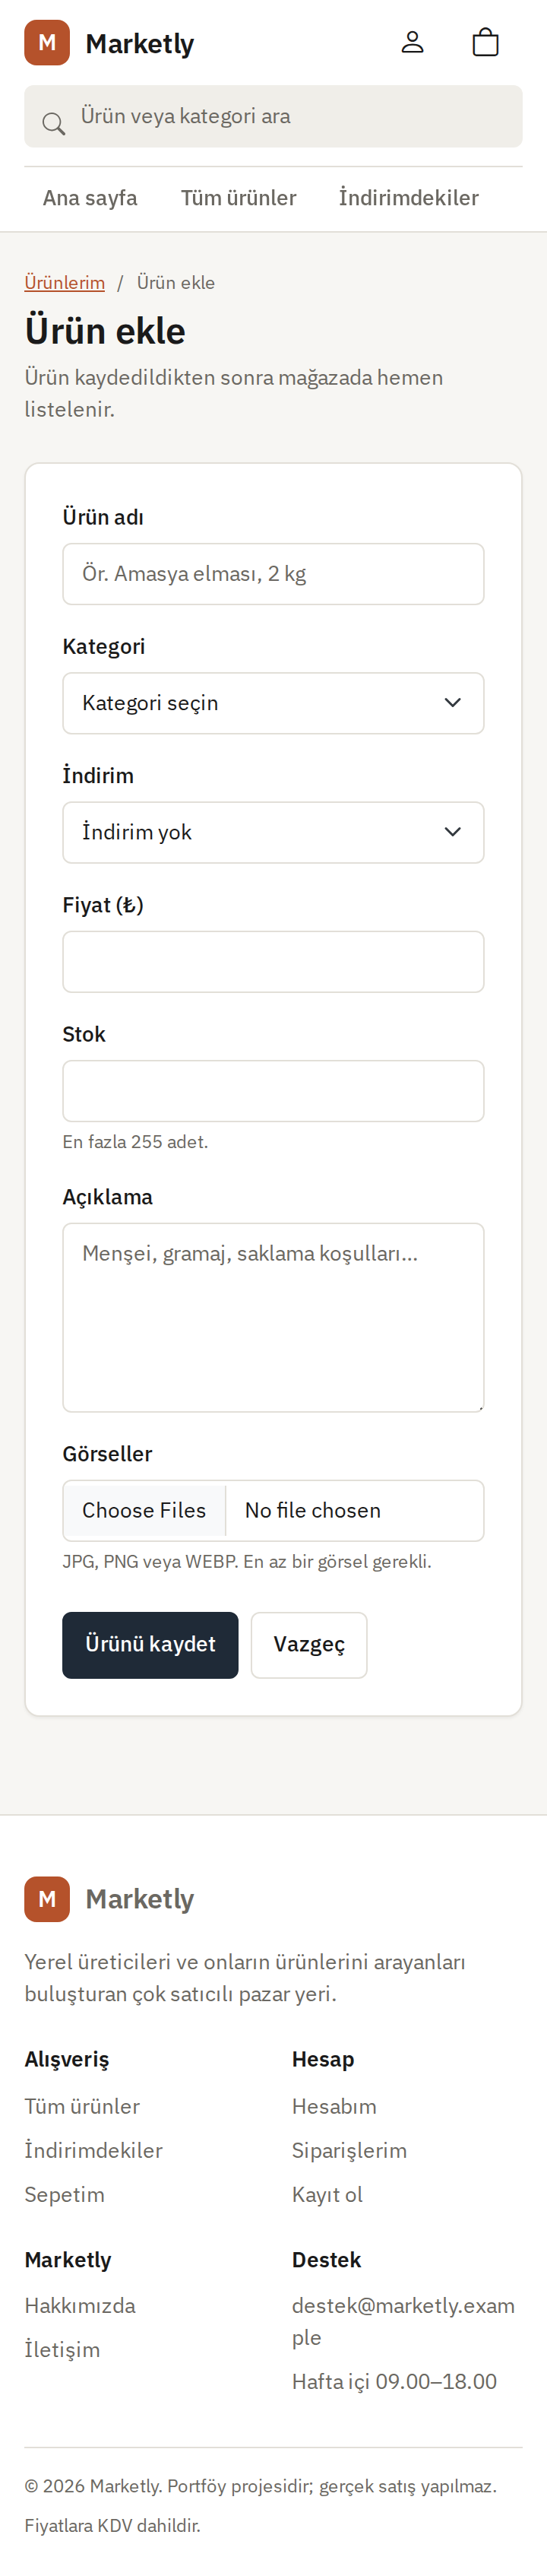 M Marketly
Ürün veya kategori ara
Ana sayfa Tüm ürünler İndirimdekiler
Ürünlerim / Ürün ekle
Ürün ekle
Ürün kaydedildikten sonra mağazada hemen
listelenir.
Ürün adı
Ör. Amasya elması, 2 kg
Kategori
Kategori seçin
İndirim
İndirim yok
Fiyat (₺)
Stok
En fazla 255 adet.
Açıklama
Menşei, gramaj, saklama koşulları…
Görseller
Choose Files No file chosen
JPG, PNG veya WEBP. En az bir görsel gerekli.
Ürünü kaydet Vazgeç
M Marketly
Yerel üreticileri ve onların ürünlerini arayanları
buluşturan çok satıcılı pazar yeri.
Alışveriş
Tüm ürünler
İndirimdekiler
Sepetim
Hesap
Hesabım
Siparişlerim
Kayıt ol
Marketly
Hakkımızda
İletişim
Destek
destek@marketly.exam
ple
Hafta içi 09.00–18.00
© 2026 Marketly. Portföy projesidir; gerçek satış yapılmaz.
Fiyatlara KDV dahildir.